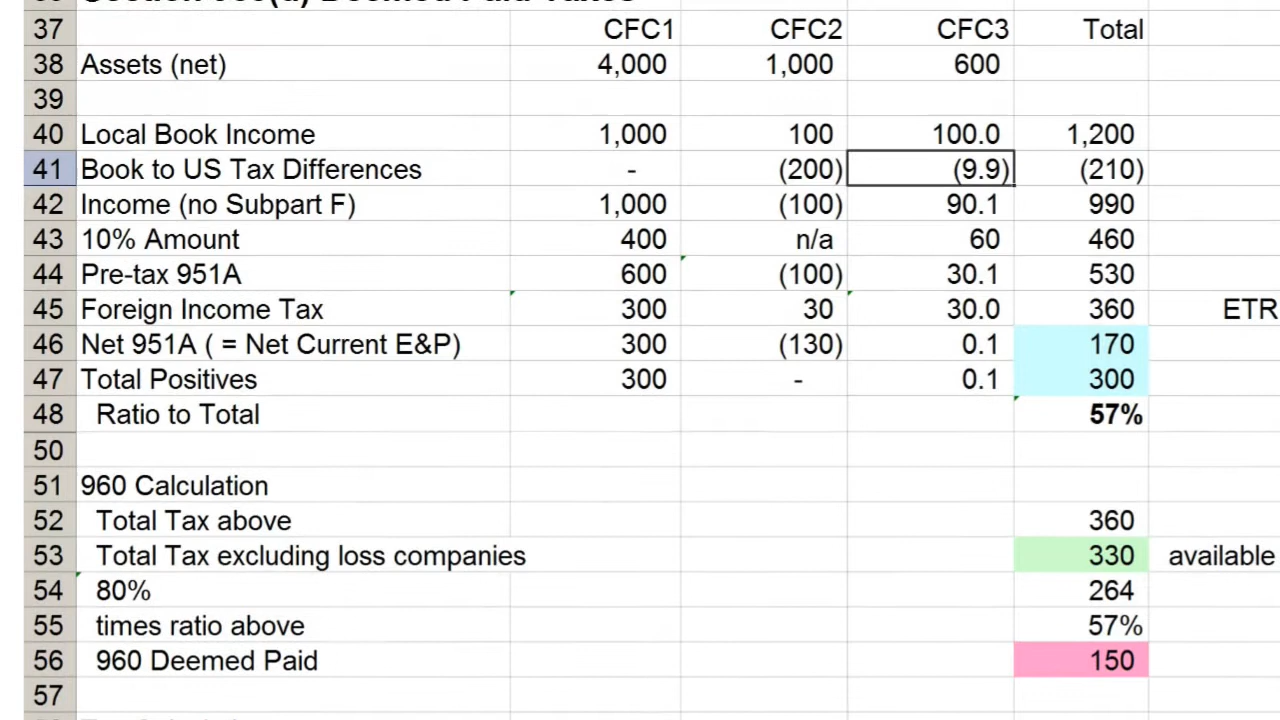 37 CFC1 CFC2 CFC3 Total
38 Assets (net) 4,000 1,000 600
39
40 Local Book Income 1,000 100 100.0 1,200
41 Book to US Tax Differences - (200) (9.9) (210)
42 Income (no Subpart F) 1,000 (100) 90.1 990
43 10% Amount 400 n/a 60 460
44 Pre-tax 951A 600 (100) 30.1 530
45 Foreign Income Tax 300 30 30.0 360 ETR
46 Net 951A ( = Net Current E&P) 300 (130) 0.1 170
47 Total Positives 300 - 0.1 300
48 Ratio to Total 57%
50
51 960 Calculation
52 Total Tax above 360
53 Total Tax excluding loss companies 330 available
54 80% 264
55 times ratio above 57%
56 960 Deemed Paid 150
57